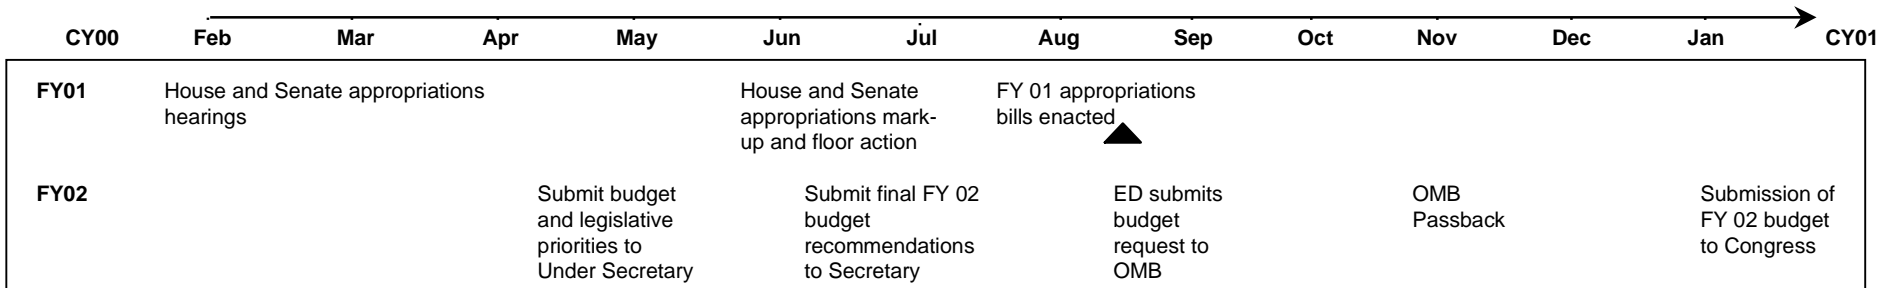 CY00 Feb Mar Apr May Jun Jul Aug Sep Oct Nov Dec Jan CY01
FY01 House and Senate appropriations
hearings
House and Senate
appropriations mark-
up and floor action
FY 01 appropriations
bills enacted
FY02
Submit budget
and legislative
priorities to
Under Secretary
Submit final FY 02
budget
recommendations
to Secretary
ED submits
budget
request to
OMB
OMB
Passback
Submission of
FY 02 budget
to Congress